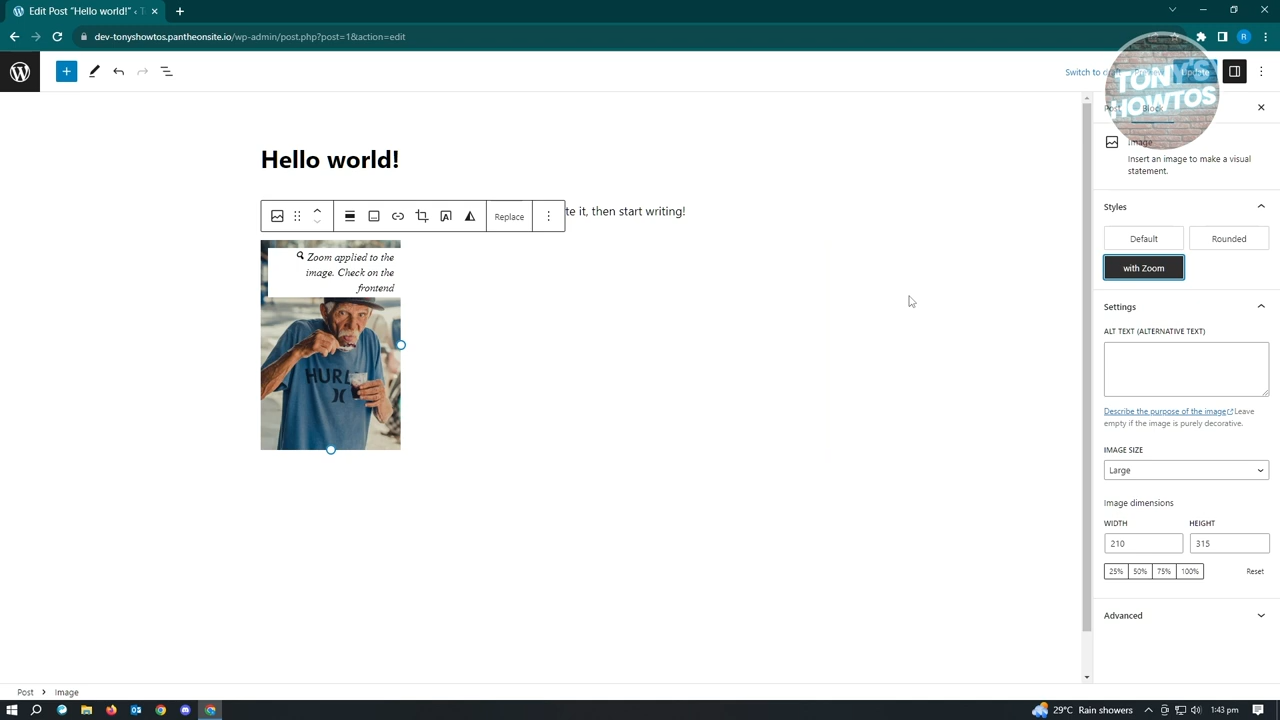 Edit Post “Hello world!” ‹ T
dev-tonyshowtos.pantheonsite.io/wp-admin/post.php?post=1&action=edit
R
Switch to
TONY'S
HOWTOS
Block
Hello world!
te it, then start writing!
Replace
Zoom applied to the
image. Check on the
frontend
HURL
Image
Insert an image to make a visual
statement.
Styles
Default
Rounded
with Zoom
Settings
ALT TEXT (ALTERNATIVE TEXT)
Describe the purpose of the image Leave
empty if the image is purely decorative.
IMAGE SIZE
Large
Image dimensions
WIDTH
HEIGHT
210
315
25%
50%
75%
100%
Reset
Advanced
Post
Image
29°C Rain showers
1:43 pm